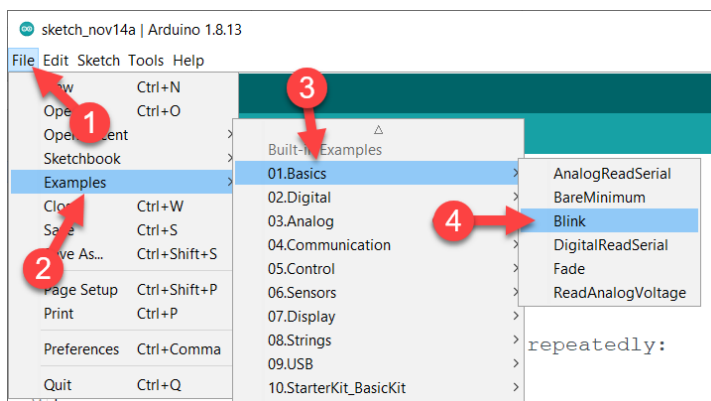 sketch_nov14a | Arduino 1.8.13
File Edit Sketch Tools Help
Ctrl+N
Ctrl+O
Sketchbook
Examples
Ctrl+W
Ctrl+S
As... Ctrl+Shift+S
Page Setup Ctrl+Shift+P
Print Ctrl+P
Preferences Ctrl+Comma
Quit Ctrl+Q
1
2
3
Built-in Examples
01.Basics
02.Digital
03.Analog
04.Communication
05.Control
06.Sensors
07.Display
08.Strings
09.USB
10.StarterKit_BasicKit
4
AnalogReadSerial
BareMinimum
Blink
DigitalReadSerial
Fade
ReadAnalogVoltage
repeatedly: